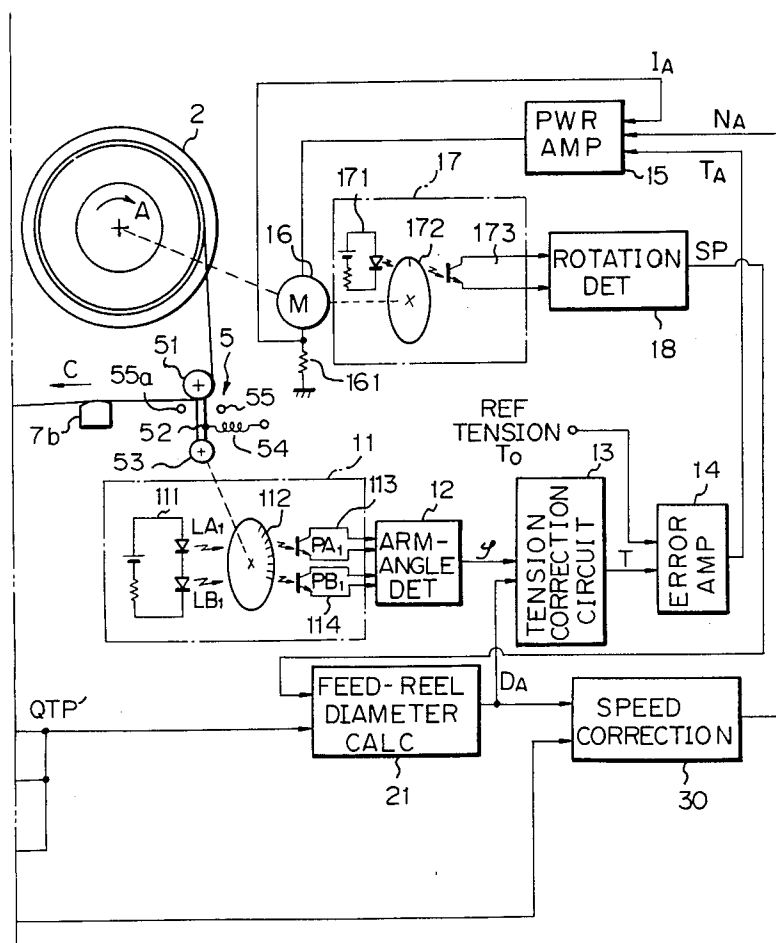 IA
2
PWR
AMP
NA
TA
15
A
17
171
172
173
16
M
ROTATION
DET
SP
18
51
5
C
55a
55
161
7b
52
54
53
REF
TENSION
T0
11
13
14
111
LA1
112
113
12
PA1
ARM-
ANGLE
DET
φ
TENSION
CORRECTION
CIRCUIT
T
ERROR
AMP
LB1
PB1
114
DA
QTP'
FEED-REEL
DIAMETER
CALC
SPEED
CORRECTION
21
30